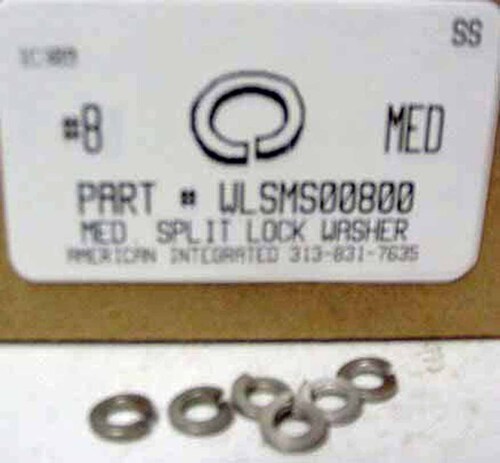 SS
#8 MED
PART # WLSMS00800
MED. SPLIT LOCK WASHER
AMERICAN INTEGRATED 313-831-7635